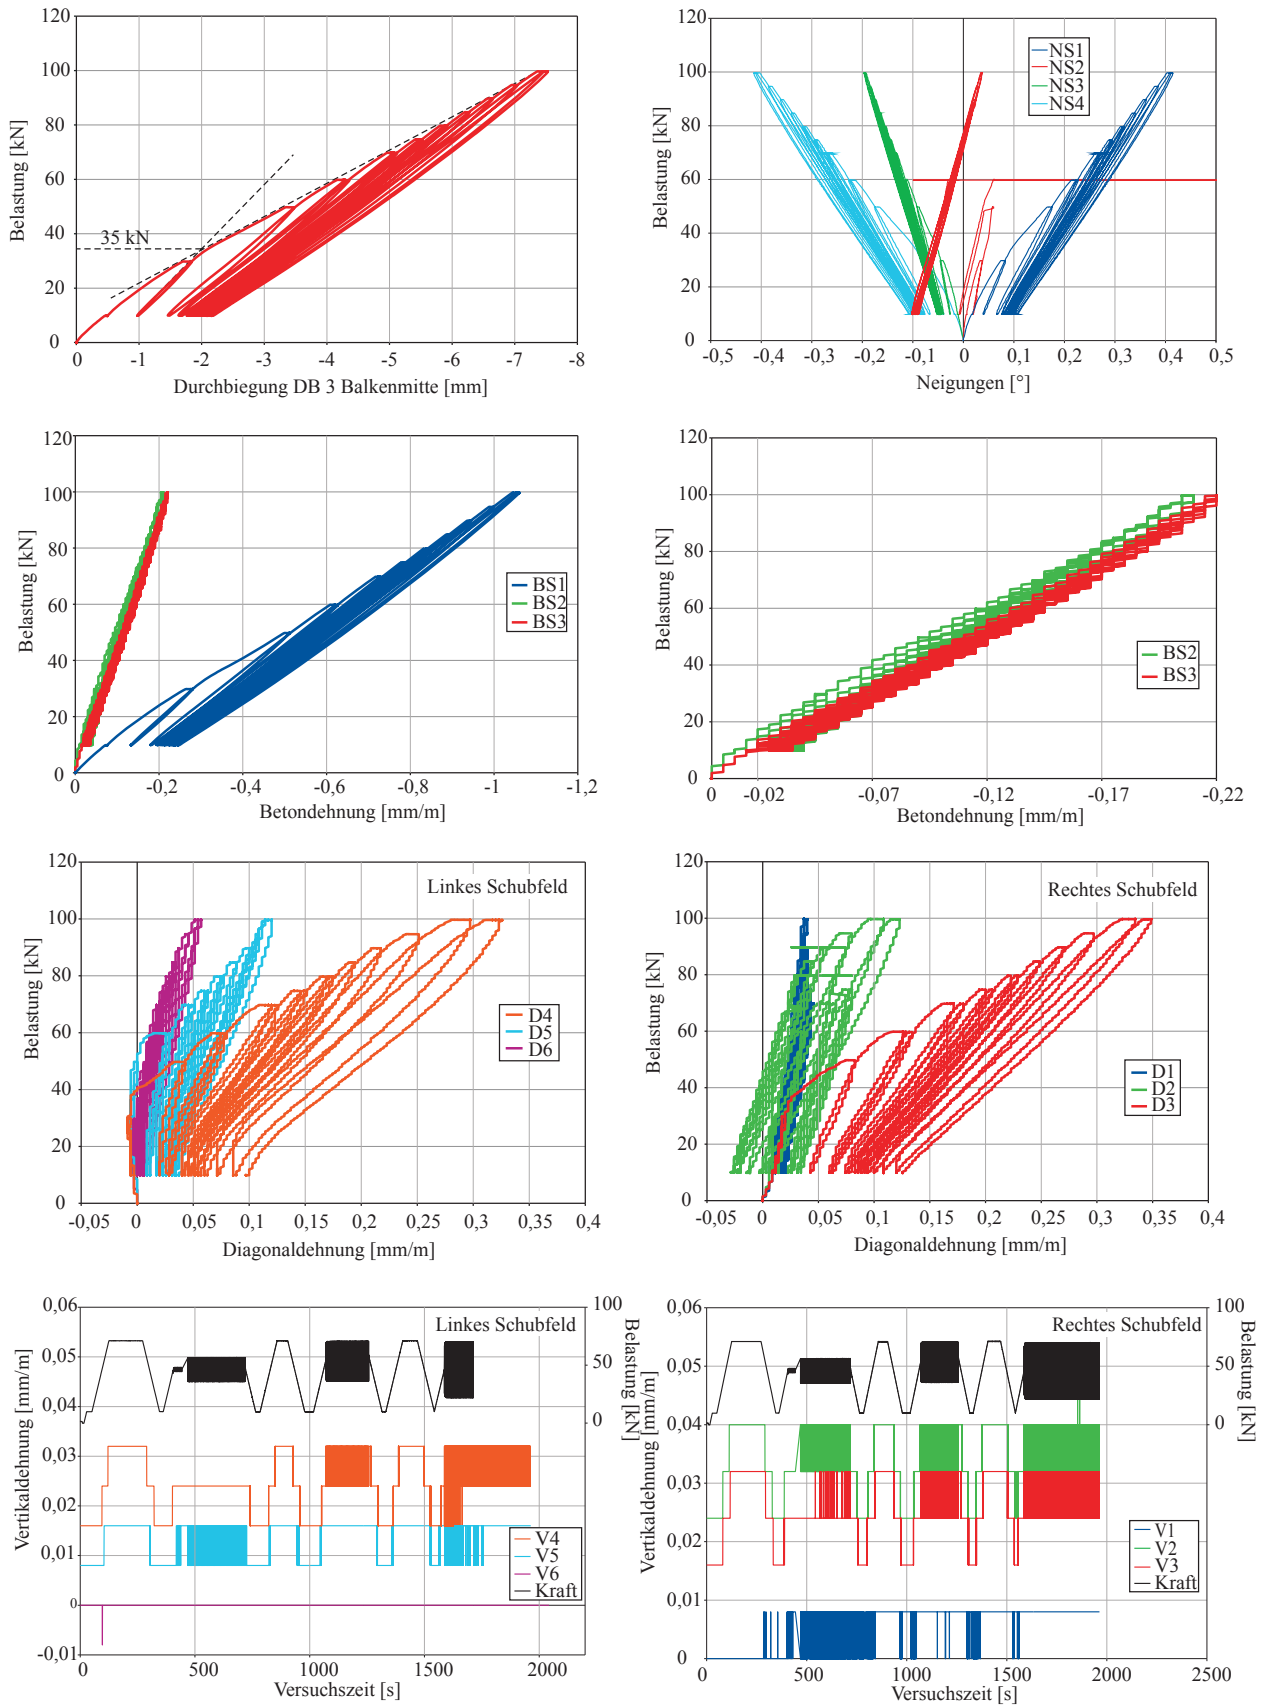 120
100
80
60
40
20
0
Belastung [kN]
35 kN
0
-1
-2
-3
-4
-5
-6
-7
-8
Durchbiegung DB 3 Balkenmitte [mm]
120
100
80
60
40
20
0
Belastung [kN]
NS1
NS2
NS3
NS4
-0,5
-0,4
-0,3
-0,2
-0,1
0
0,1
0,2
0,3
0,4
0,5
Neigungen [°]
120
100
80
60
40
20
0
Belastung [kN]
BS1
BS2
BS3
0
-0,2
-0,4
-0,6
-0,8
-1
-1,2
Betondehnung [mm/m]
120
100
80
60
40
20
0
Belastung [kN]
BS2
BS3
0
-0,02
-0,07
-0,12
-0,17
-0,22
Betondehnung [mm/m]
120
100
80
60
40
20
0
Belastung [kN]
Linkes Schubfeld
D4
D5
D6
-0,05
0
0,05
0,1
0,15
0,2
0,25
0,3
0,35
0,4
Diagonaldehnung [mm/m]
120
100
80
60
40
20
0
Belastung [kN]
Rechtes Schubfeld
D1
D2
D3
-0,05
0
0,05
0,1
0,15
0,2
0,25
0,3
0,35
0,4
Diagonaldehnung [mm/m]
0,06
0,05
0,04
0,03
0,02
0,01
0
-0,01
Vertikaldehnung [mm/m]
Linkes Schubfeld
100
50
0
Belastung [kN]
V4
V5
V6
Kraft
0
500
1000
1500
2000
Versuchszeit [s]
0,06
0,05
0,04
0,03
0,02
0,01
0
Vertikaldehnung [mm/m]
Rechtes Schubfeld
100
50
0
Belastung [kN]
V1
V2
V3
Kraft
0
500
1000
1500
2000
2500
Versuchszeit [s]